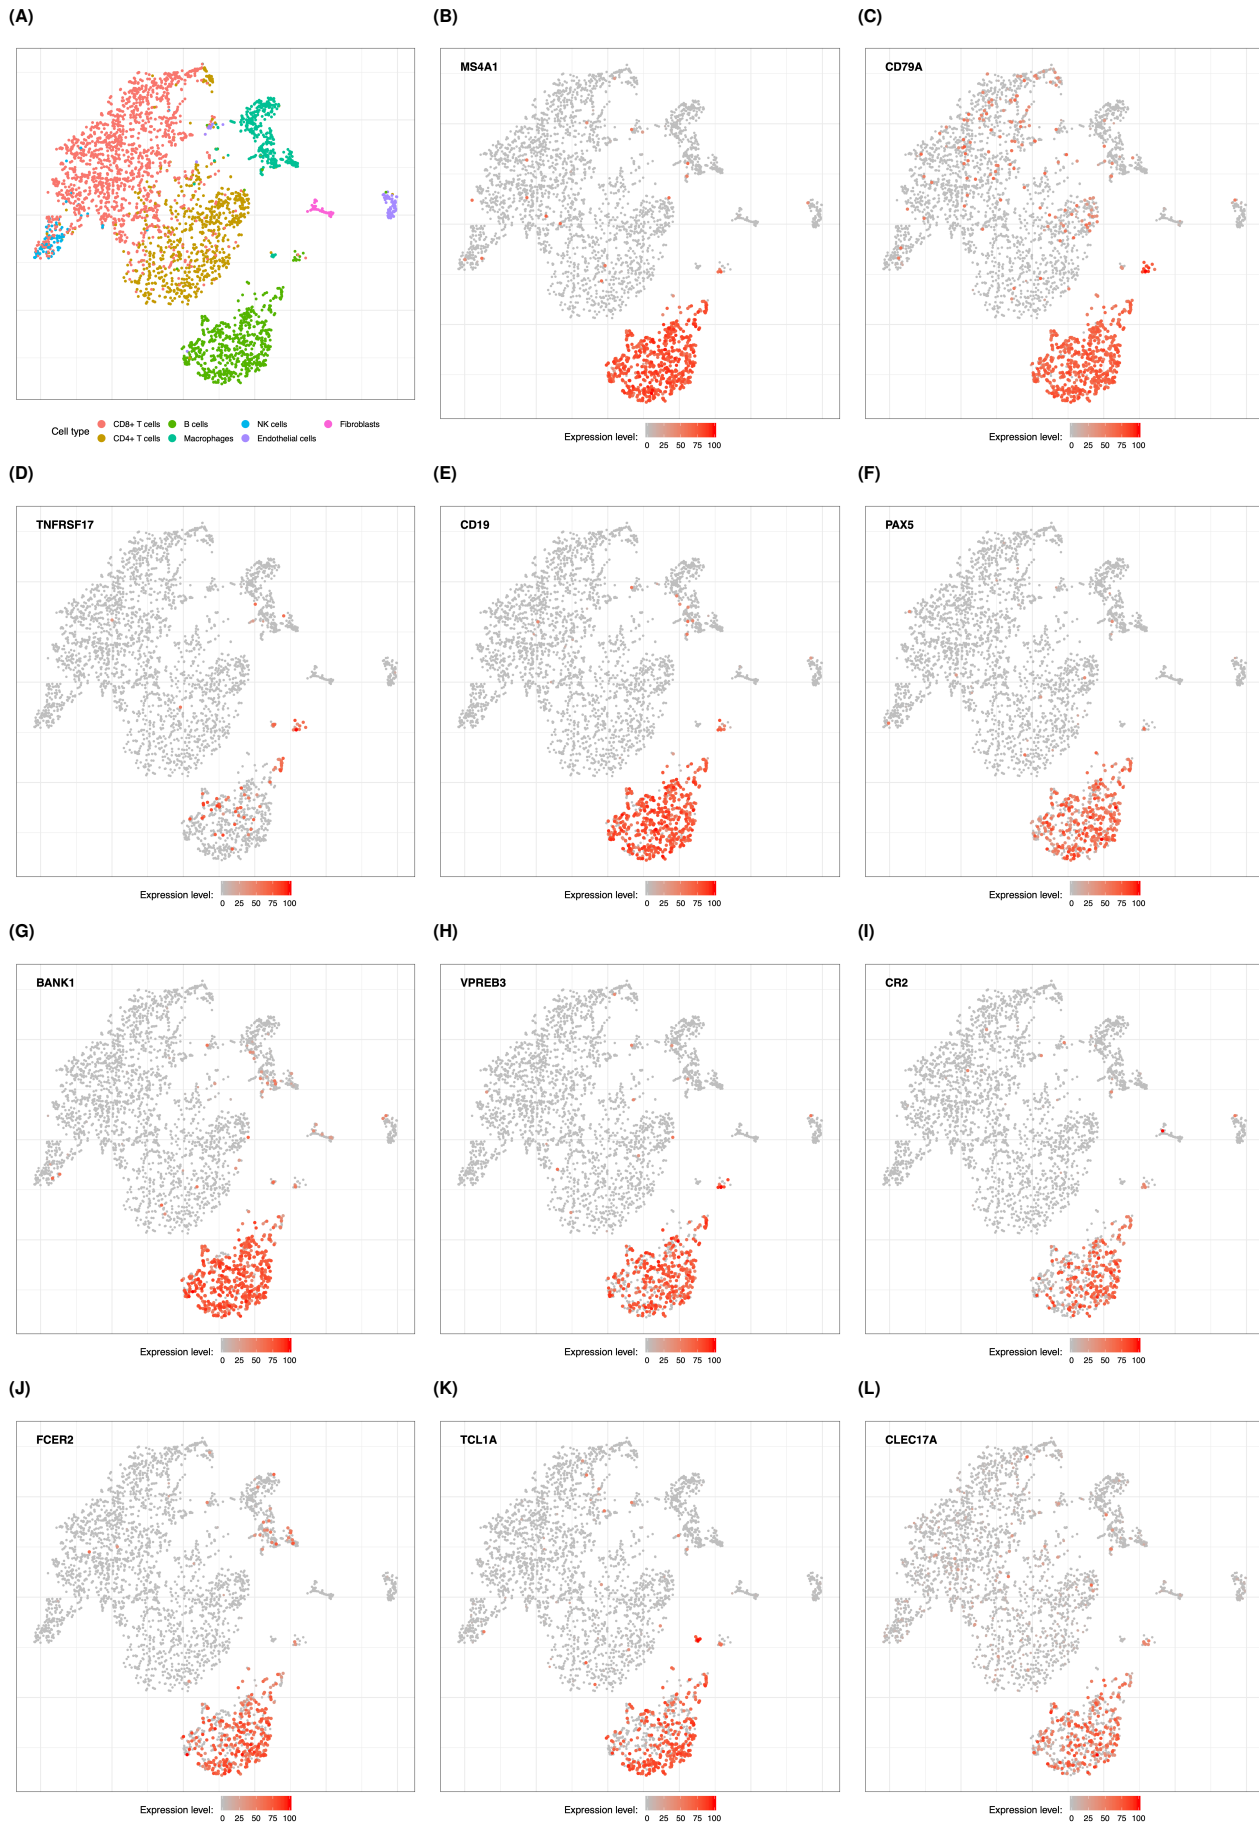 (A)
(B)
(C)
MS4A1
CD79A
Cell type
CD8+ T cells
B cells
NK cells
Fibroblasts
CD4+ T cells
Macrophages
Endothelial cells
Expression level:
0 25 50 75 100
Expression level:
0 25 50 75 100
(D)
(E)
(F)
TNFRSF17
CD19
PAX5
Expression level:
0 25 50 75 100
Expression level:
0 25 50 75 100
Expression level:
0 25 50 75 100
(G)
(H)
(I)
BANK1
VPREB3
CR2
Expression level:
0 25 50 75 100
Expression level:
0 25 50 75 100
Expression level:
0 25 50 75 100
(J)
(K)
(L)
FCER2
TCL1A
CLEC17A
Expression level:
0 25 50 75 100
Expression level:
0 25 50 75 100
Expression level:
0 25 50 75 100